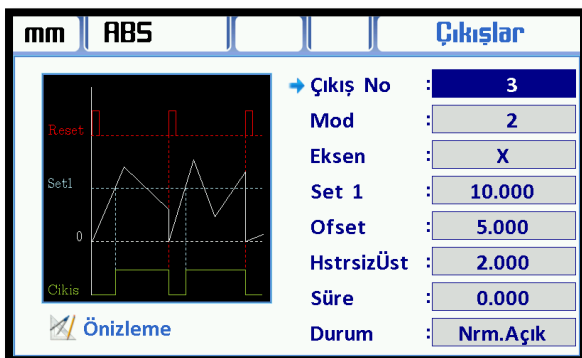 mm ABS Çıkışlar
Reset
Set1
0
Cikis
Önizleme
Çıkış No : 3
Mod : 2
Eksen : X
Set 1 : 10.000
Ofset : 5.000
HstrsizÜst : 2.000
Süre : 0.000
Durum : Nrm.Açık